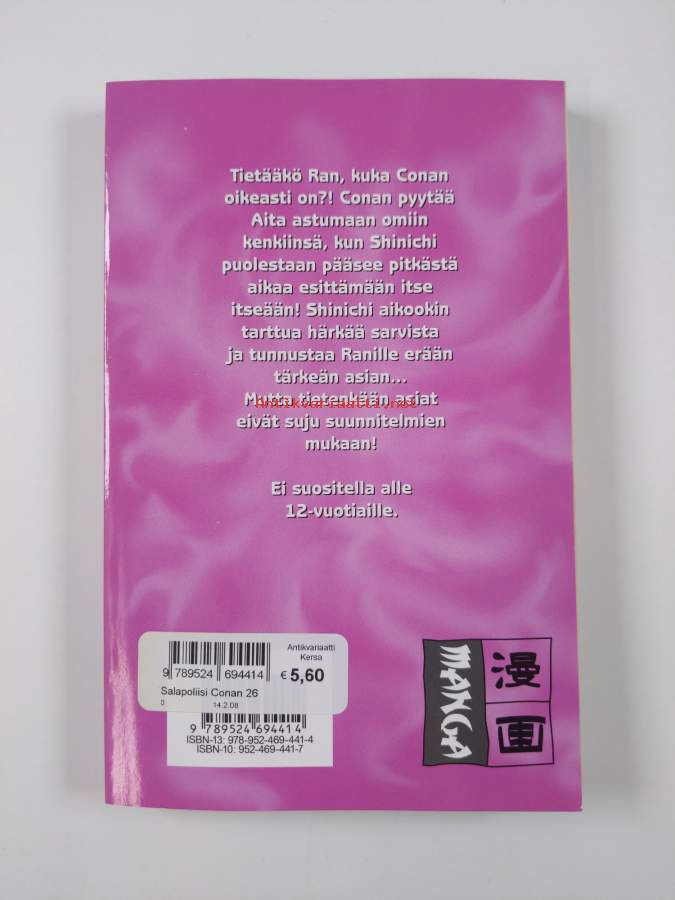 Tietääkö Ran, kuka Conan
oikeasti on?! Conan pyytää
Aita astumaan omiin
kenkiinsä, kun Shinichi
puolestaan pääsee pitkästä
aikaa esittämään itse
itseään! Shinichi aikookin
tarttua härkää sarvista
ja tunnustaa Ranille erään
tärkeän asian...
Mutta tietenkään asiat
Antikvariaatti.net
eivät suju suunnitelmien
mukaan!
Ei suositella alle
12-vuotiaille.
Antikvariaatti
Kersa
9 789524 694414
€ 5,60
Salapoliisi Conan 26
0 14.2.08
9 789524 694414
ISBN-13: 978-952-469-441-4
ISBN-10: 952-469-441-7
MANGA
漫画